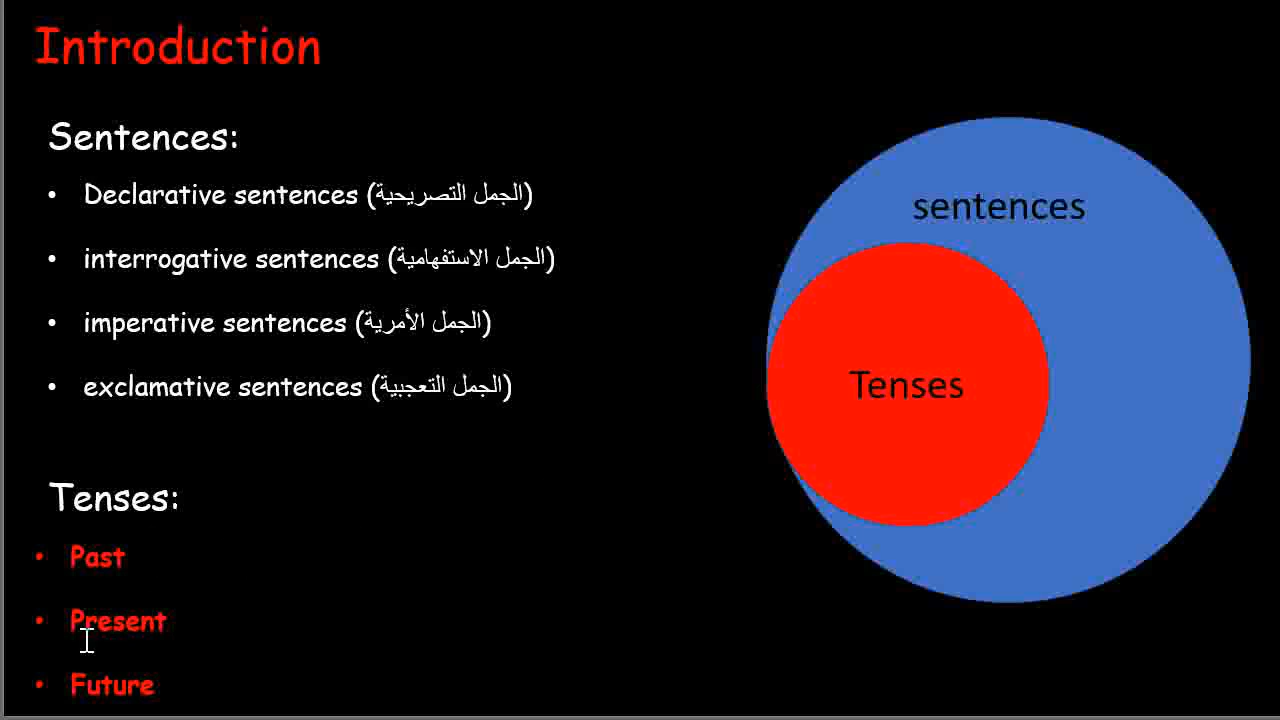 Introduction
Sentences:
• Declarative sentences (الجمل التصريحية)
• interrogative sentences (الجمل الاستفهامية)
• imperative sentences (الجمل الأمرية)
• exclamative sentences (الجمل التعجبية)
Tenses:
• Past
• Present
• Future
sentences
Tenses